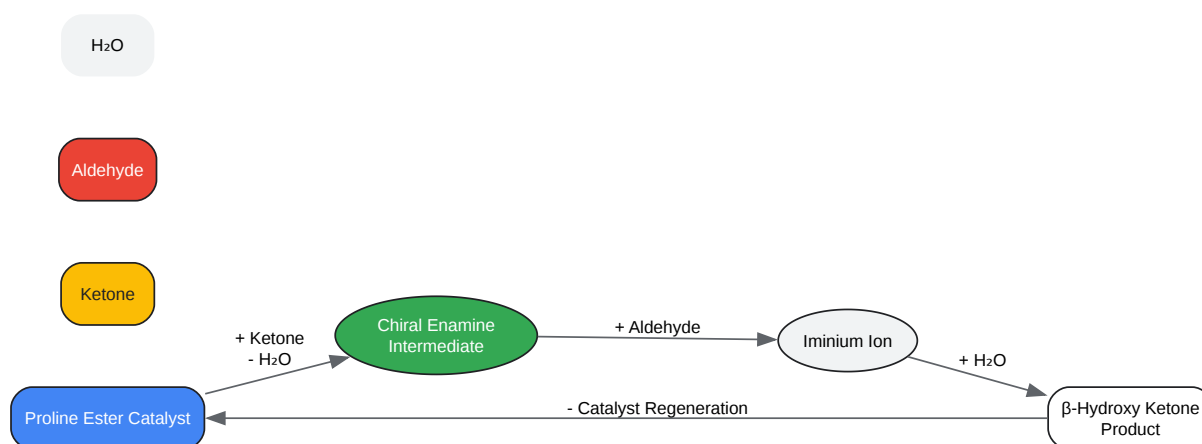 H₂O
Aldehyde
Ketone
+ Ketone
- H₂O
Chiral Enamine
Intermediate
+ Aldehyde
Iminium Ion
+ H₂O
Proline Ester Catalyst
- Catalyst Regeneration
β-Hydroxy Ketone
Product